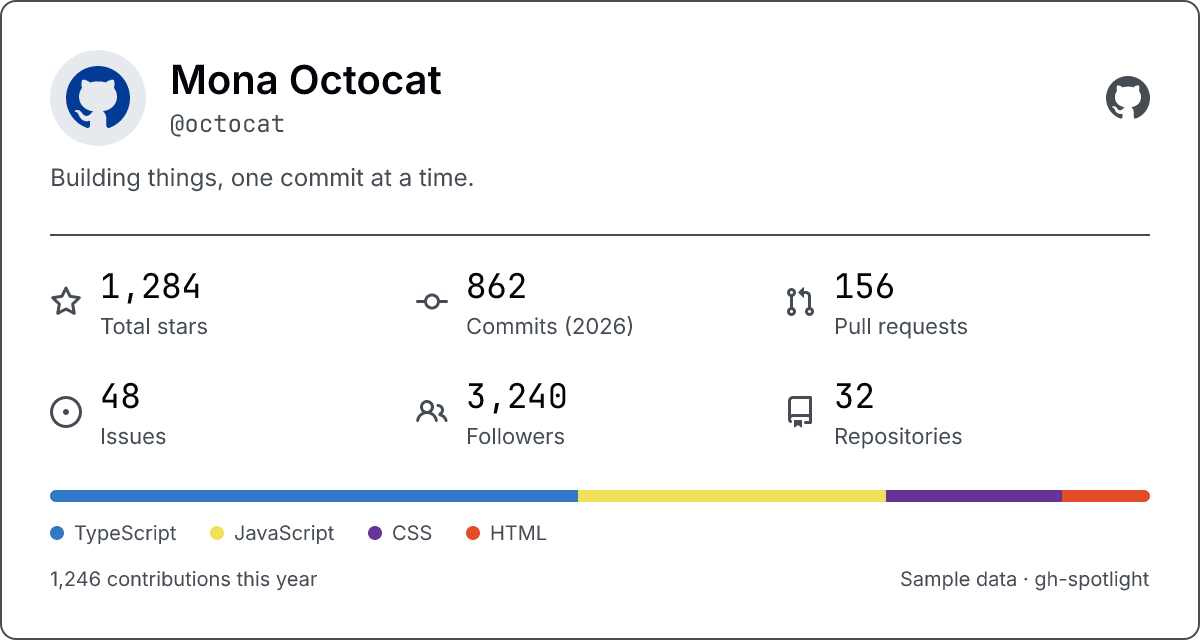 Mona Octocat
@octocat
Building things, one commit at a time.
1,284
Total stars
862
Commits (2026)
156
Pull requests
48
Issues
3,240
Followers
32
Repositories
TypeScript JavaScript CSS HTML
1,246 contributions this year
Sample data · gh-spotlight